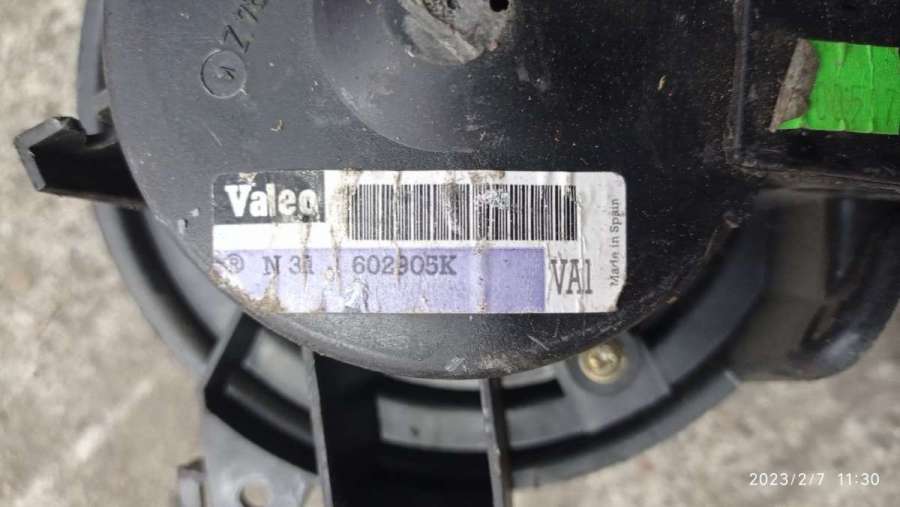 Valeo
N 31 602905K
VA1
Made in Spain
2023/2/7 11:30